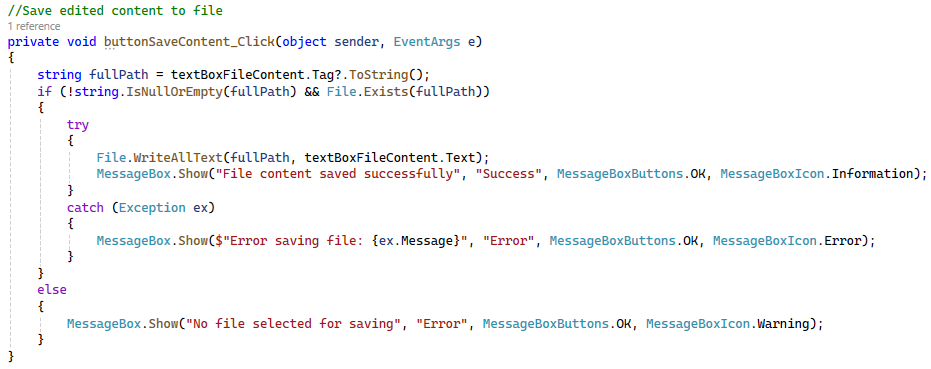 //Save edited content to file
1 reference
private void buttonSaveContent_Click(object sender, EventArgs e)
{
    string fullPath = textBoxFileContent.Tag?.ToString();
    if (!string.IsNullOrEmpty(fullPath) && File.Exists(fullPath))
    {
        try
        {
            File.WriteAllText(fullPath, textBoxFileContent.Text);
            MessageBox.Show("File content saved successfully", "Success", MessageBoxButtons.OK, MessageBoxIcon.Information);
        }
        catch (Exception ex)
        {
            MessageBox.Show($"Error saving file: {ex.Message}", "Error", MessageBoxButtons.OK, MessageBoxIcon.Error);
        }
    }
    else
    {
        MessageBox.Show("No file selected for saving", "Error", MessageBoxButtons.OK, MessageBoxIcon.Warning);
    }
}